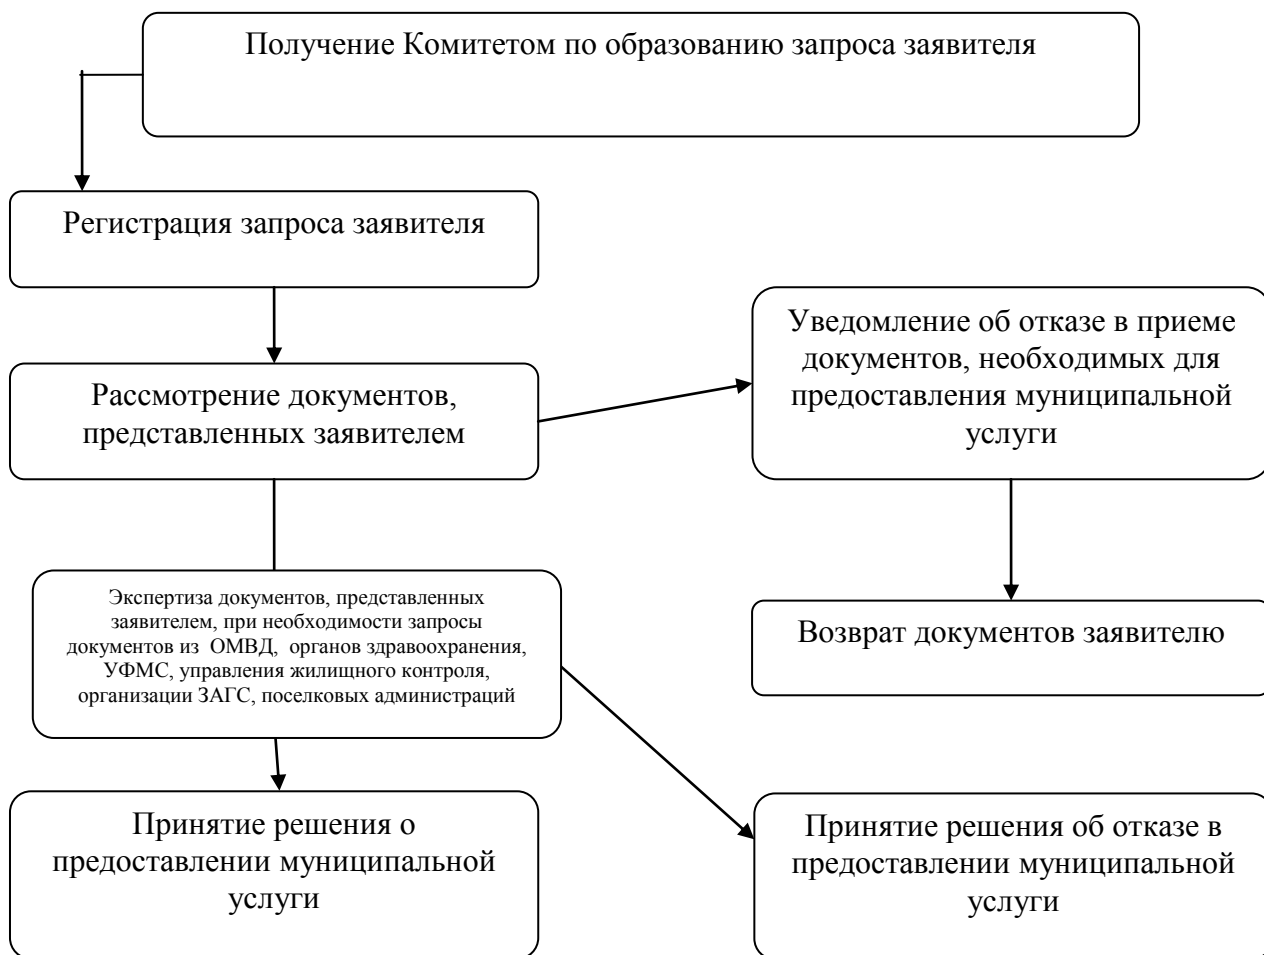 Получение Комитетом по образованию запроса заявителя
Регистрация запроса заявителя
Рассмотрение документов,
представленных заявителем
Уведомление об отказе в приеме
документов, необходимых для
предоставления муниципальной
услуги
Экспертиза документов, представленных
заявителем, при необходимости запросы
документов из ОМВД, органов здравоохранения,
УФМС, управления жилищного контроля,
организации ЗАГС, поселковых администраций
Возврат документов заявителю
Принятие решения о
предоставлении муниципальной
услуги
Принятие решения об отказе в
предоставлении муниципальной
услуги